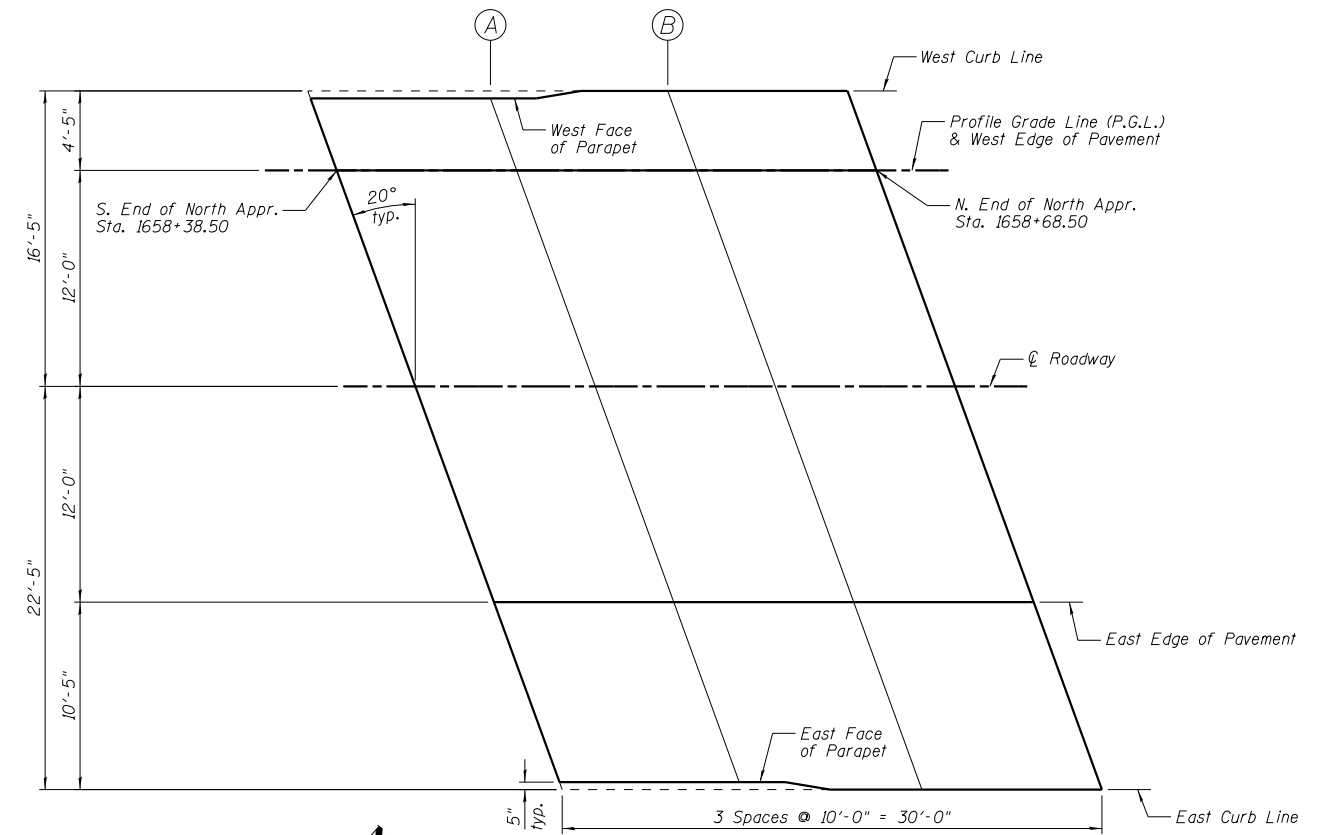 A
B
West Curb Line
4'-5"
Profile Grade Line (P.G.L.)
& West Edge of Pavement
West Face
of Parapet
20°
typ.
S. End of North Appr.
Sta. 1658+38.50
N. End of North Appr.
Sta. 1658+68.50
16'-5"
12'-0"
℄ Roadway
12'-0"
22'-5"
East Edge of Pavement
10'-5"
East Face
of Parapet
5"
typ.
3 Spaces @ 10'-0" = 30'-0"
East Curb Line